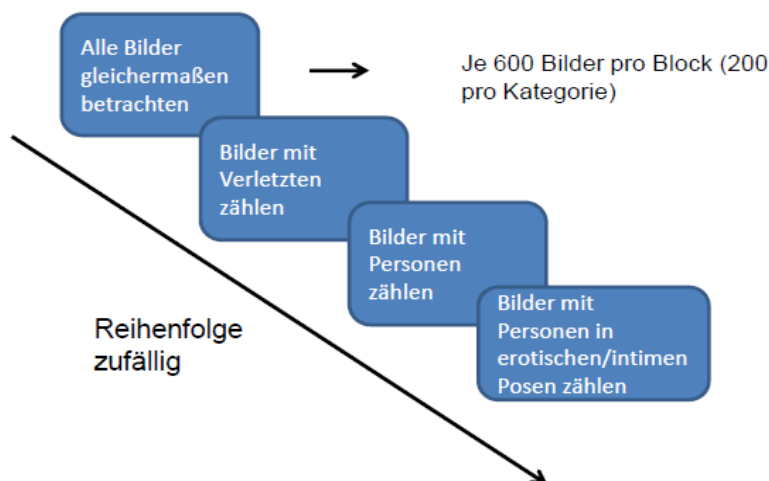 Alle Bilder
gleichermaßen
betrachten
Je 600 Bilder pro Block (200
pro Kategorie)
Bilder mit
Verletzten
zählen
Bilder mit
Personen
zählen
Bilder mit
Personen in
erotischen/intimen
Posen zählen
Reihenfolge
zufällig